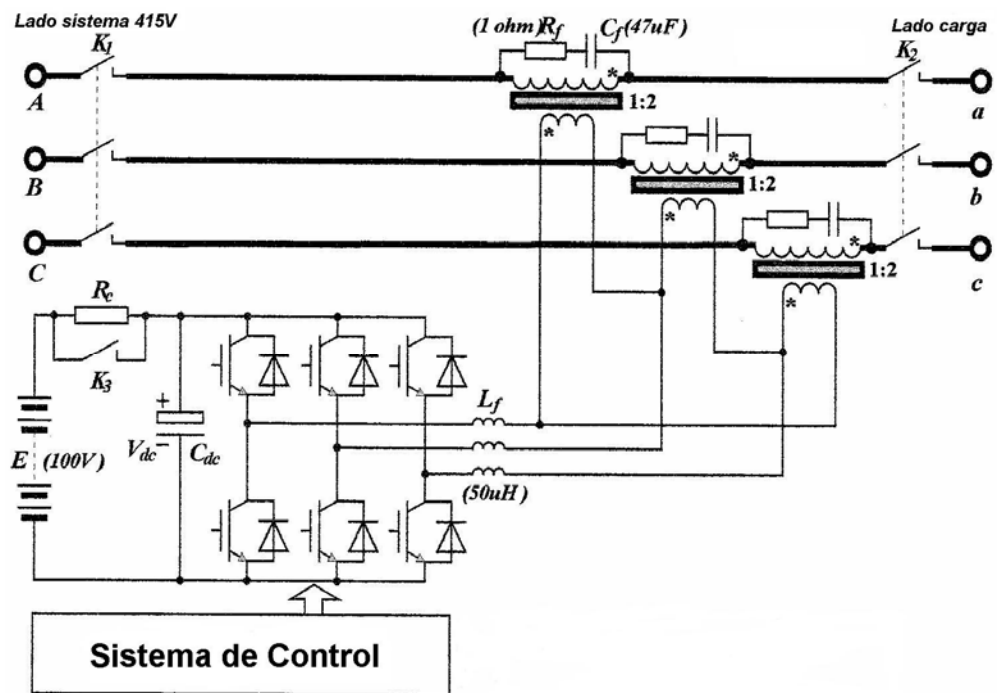 Lado sistema 415V
Lado carga
K1
(1 ohm) Rf
Cf (47uF)
K2
*
A
1:2
a
*
*
B
1:2
b
*
*
C
1:2
c
*
Rc
K3
Lf
+
Vdc
−
Cdc
E (100V)
(50uH)
Sistema de Control